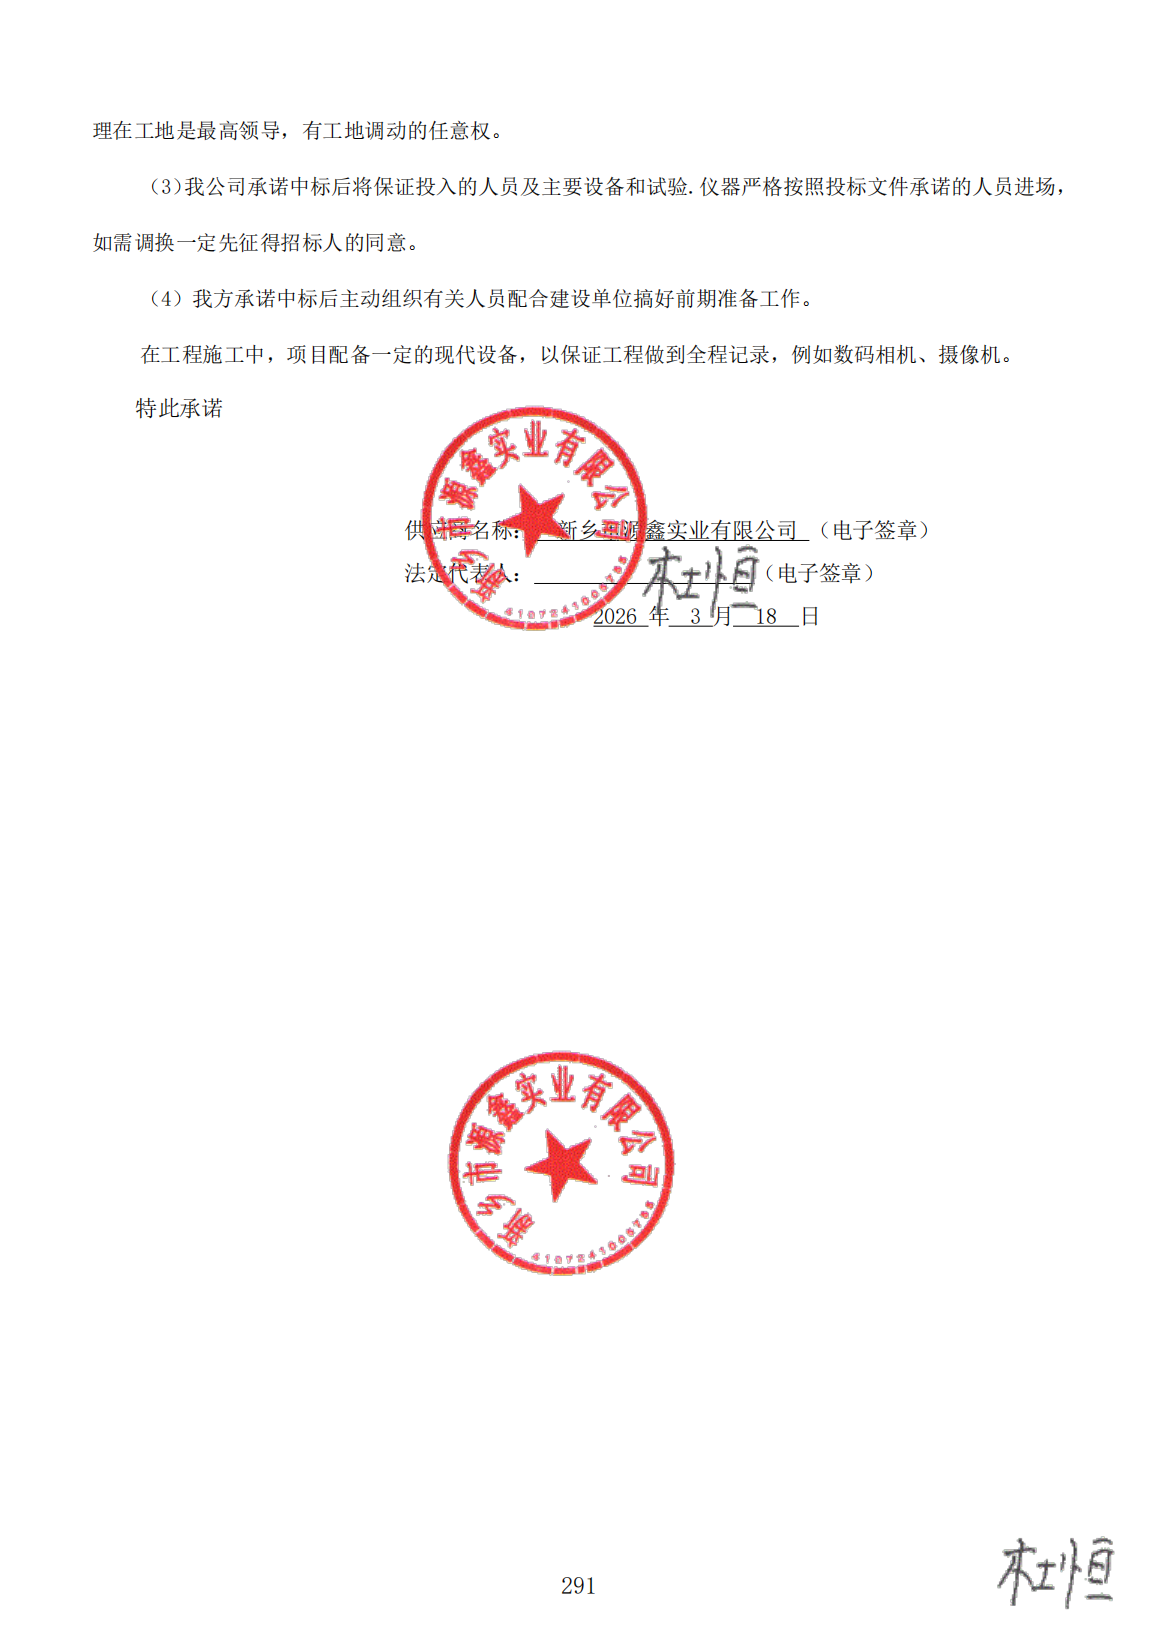 理在工地是最高领导，有工地调动的任意权。
（3)我公司承诺中标后将保证投入的人员及主要设备和试验.仪器严格按照投标文件承诺的人员进场，
如需调换一定先征得招标人的同意。
（4）我方承诺中标后主动组织有关人员配合建设单位搞好前期准备工作。
在工程施工中，项目配备一定的现代设备，以保证工程做到全程记录，例如数码相机、摄像机。
特此承诺
新乡市源鑫实业有限公司
供应商名称：新乡市源鑫实业有限公司（电子签章）
法定代表人：杜恒（电子签章）
2026 年 3 月 18 日
新乡市源鑫实业有限公司
杜恒
291